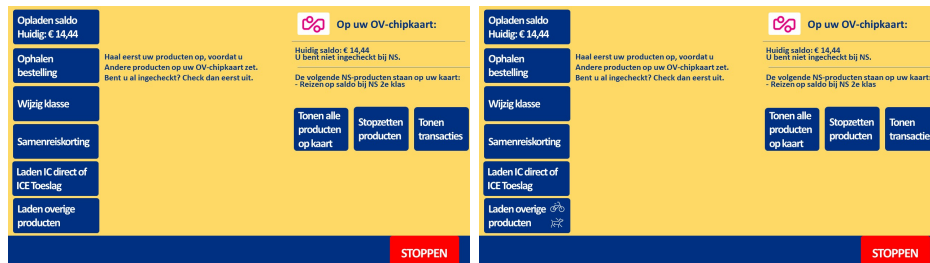 Opladen saldo
Huidig: € 14,44
Ophalen
bestelling
Wijzig klasse
Samenreiskorting
Laden IC direct of
ICE Toeslag
Laden overige
producten
Haal eerst uw producten op, voordat u
Andere producten op uw OV-chipkaart zet.
Bent u al ingecheckt? Check dan eerst uit.
Op uw OV-chipkaart:
Huidig saldo: € 14,44
U bent niet ingecheckt bij NS.
De volgende NS-producten staan op uw kaart:
- Reizen op saldo bij NS 2e klas
Tonen alle
producten
op kaart
Stopzetten
producten
Tonen
transacties
STOPPEN
Opladen saldo
Huidig: € 14,44
Ophalen
bestelling
Wijzig klasse
Samenreiskorting
Laden IC direct of
ICE Toeslag
Laden overige
producten
Haal eerst uw producten op, voordat u
Andere producten op uw OV-chipkaart zet.
Bent u al ingecheckt? Check dan eerst uit.
Op uw OV-chipkaart:
Huidig saldo: € 14,44
U bent niet ingecheckt bij NS.
De volgende NS-producten staan op uw kaart:
- Reizen op saldo bij NS 2e klas
Tonen alle
producten
op kaart
Stopzetten
producten
Tonen
transactie
STOPPEN